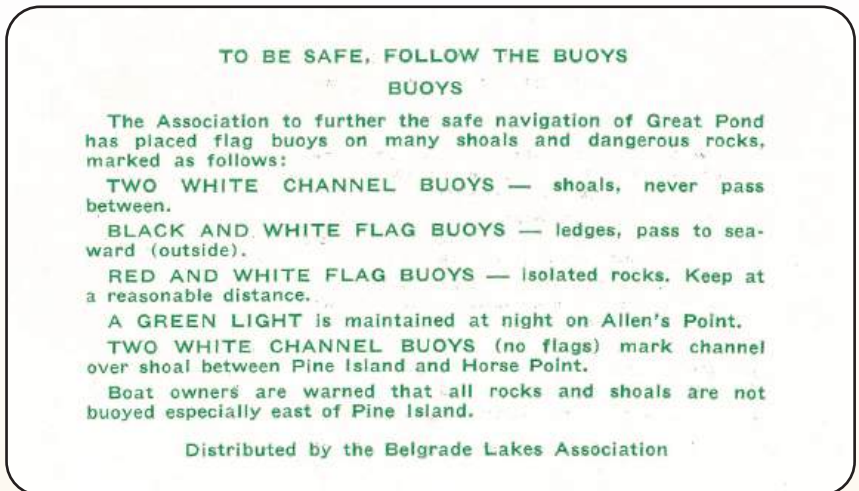 TO BE SAFE, FOLLOW THE BUOYS
BUOYS
The Association to further the safe navigation of Great Pond
has placed flag buoys on many shoals and dangerous rocks,
marked as follows:
TWO WHITE CHANNEL BUOYS — shoals, never pass
between.
BLACK AND WHITE FLAG BUOYS — ledges, pass to sea-
ward (outside).
RED AND WHITE FLAG BUOYS — isolated rocks. Keep at
a reasonable distance.
A GREEN LIGHT is maintained at night on Allen's Point.
TWO WHITE CHANNEL BUOYS (no flags) mark channel
over shoal between Pine Island and Horse Point.
Boat owners are warned that all rocks and shoals are not
buoyed especially east of Pine Island.
Distributed by the Belgrade Lakes Association